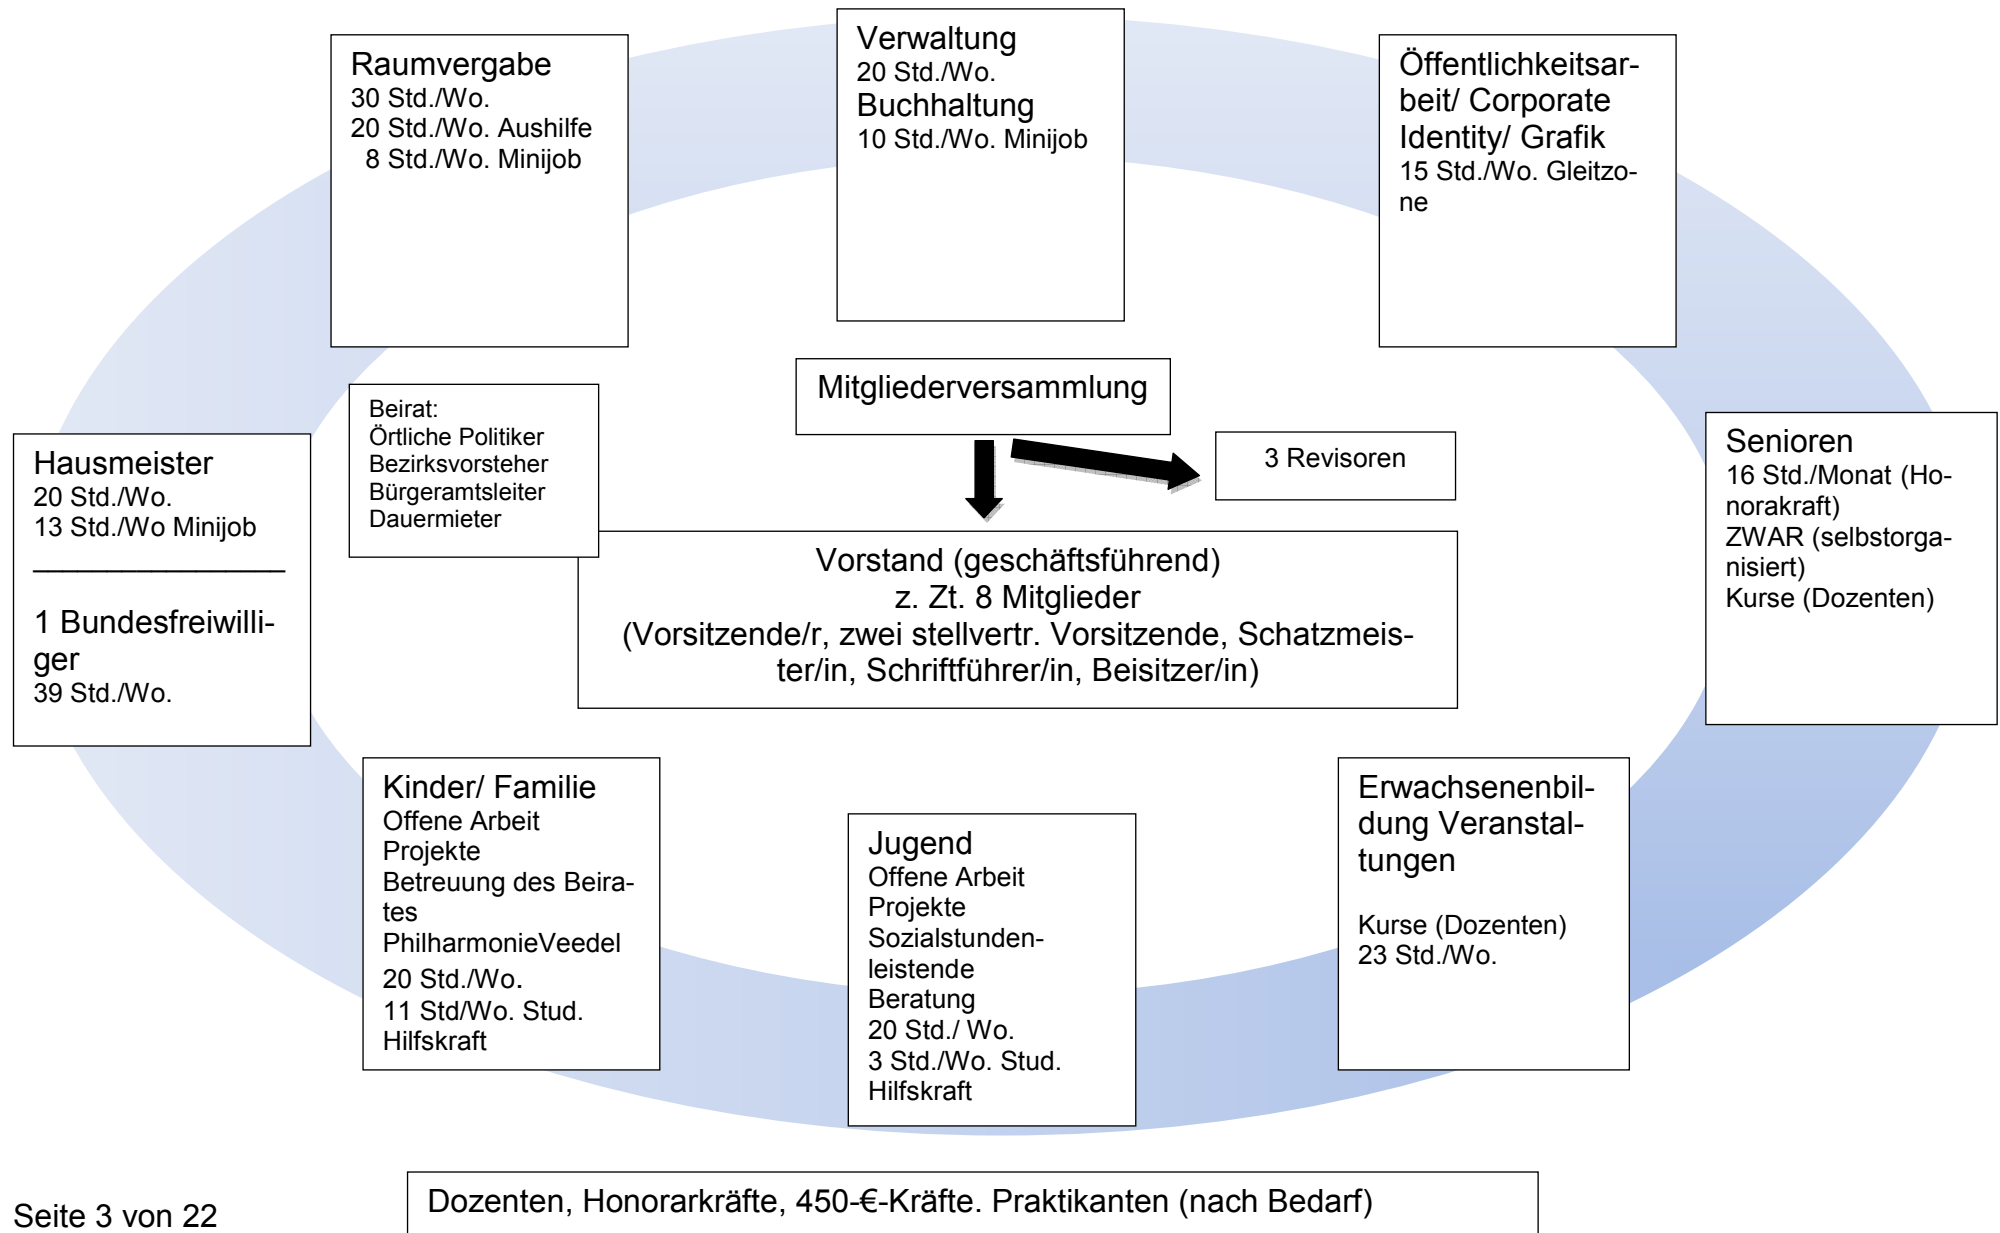 Raumvergabe
30 Std./Wo.
20 Std./Wo. Aushilfe
8 Std./Wo. Minijob
Verwaltung
20 Std./Wo.
Buchhaltung
10 Std./Wo. Minijob
Öffentlichkeitsar-
beit/ Corporate
Identity/ Grafik
15 Std./Wo. Gleitzo-
ne
Mitgliederversammlung
3 Revisoren
Beirat:
Örtliche Politiker
Bezirksvorsteher
Bürgeramtsleiter
Dauermieter
Hausmeister
20 Std./Wo.
13 Std./Wo Minijob
1 Bundesfreiwilli-
ger
39 Std./Wo.
Vorstand (geschäftsführend)
z. Zt. 8 Mitglieder
(Vorsitzende/r, zwei stellvertr. Vorsitzende, Schatzmeis-
ter/in, Schriftführer/in, Beisitzer/in)
Senioren
16 Std./Monat (Ho-
norakraft)
ZWAR (selbstorga-
nisiert)
Kurse (Dozenten)
Kinder/ Familie
Offene Arbeit
Projekte
Betreuung des Beira-
tes
PhilharmonieVeedel
20 Std./Wo.
11 Std/Wo. Stud.
Hilfskraft
Jugend
Offene Arbeit
Projekte
Sozialstunden-
leistende
Beratung
20 Std./ Wo.
3 Std./Wo. Stud.
Hilfskraft
Erwachsenenbil-
dung Veranstal-
tungen
Kurse (Dozenten)
23 Std./Wo.
Dozenten, Honorarkräfte, 450-€-Kräfte. Praktikanten (nach Bedarf)
Seite 3 von 22